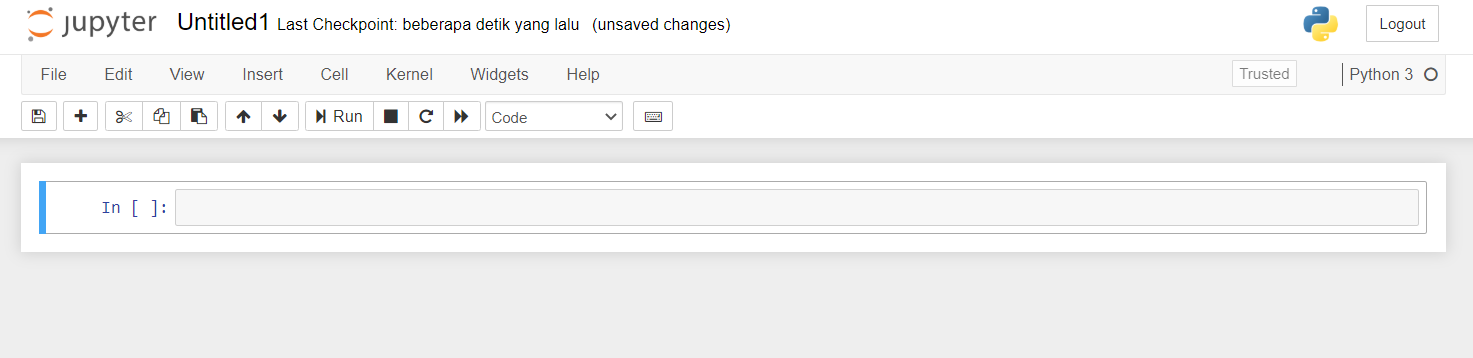 jupyter Untitled1 Last Checkpoint: beberapa detik yang lalu (unsaved changes) Logout
File Edit View Insert Cell Kernel Widgets Help Trusted Python 3
Run Code
In [ ]: